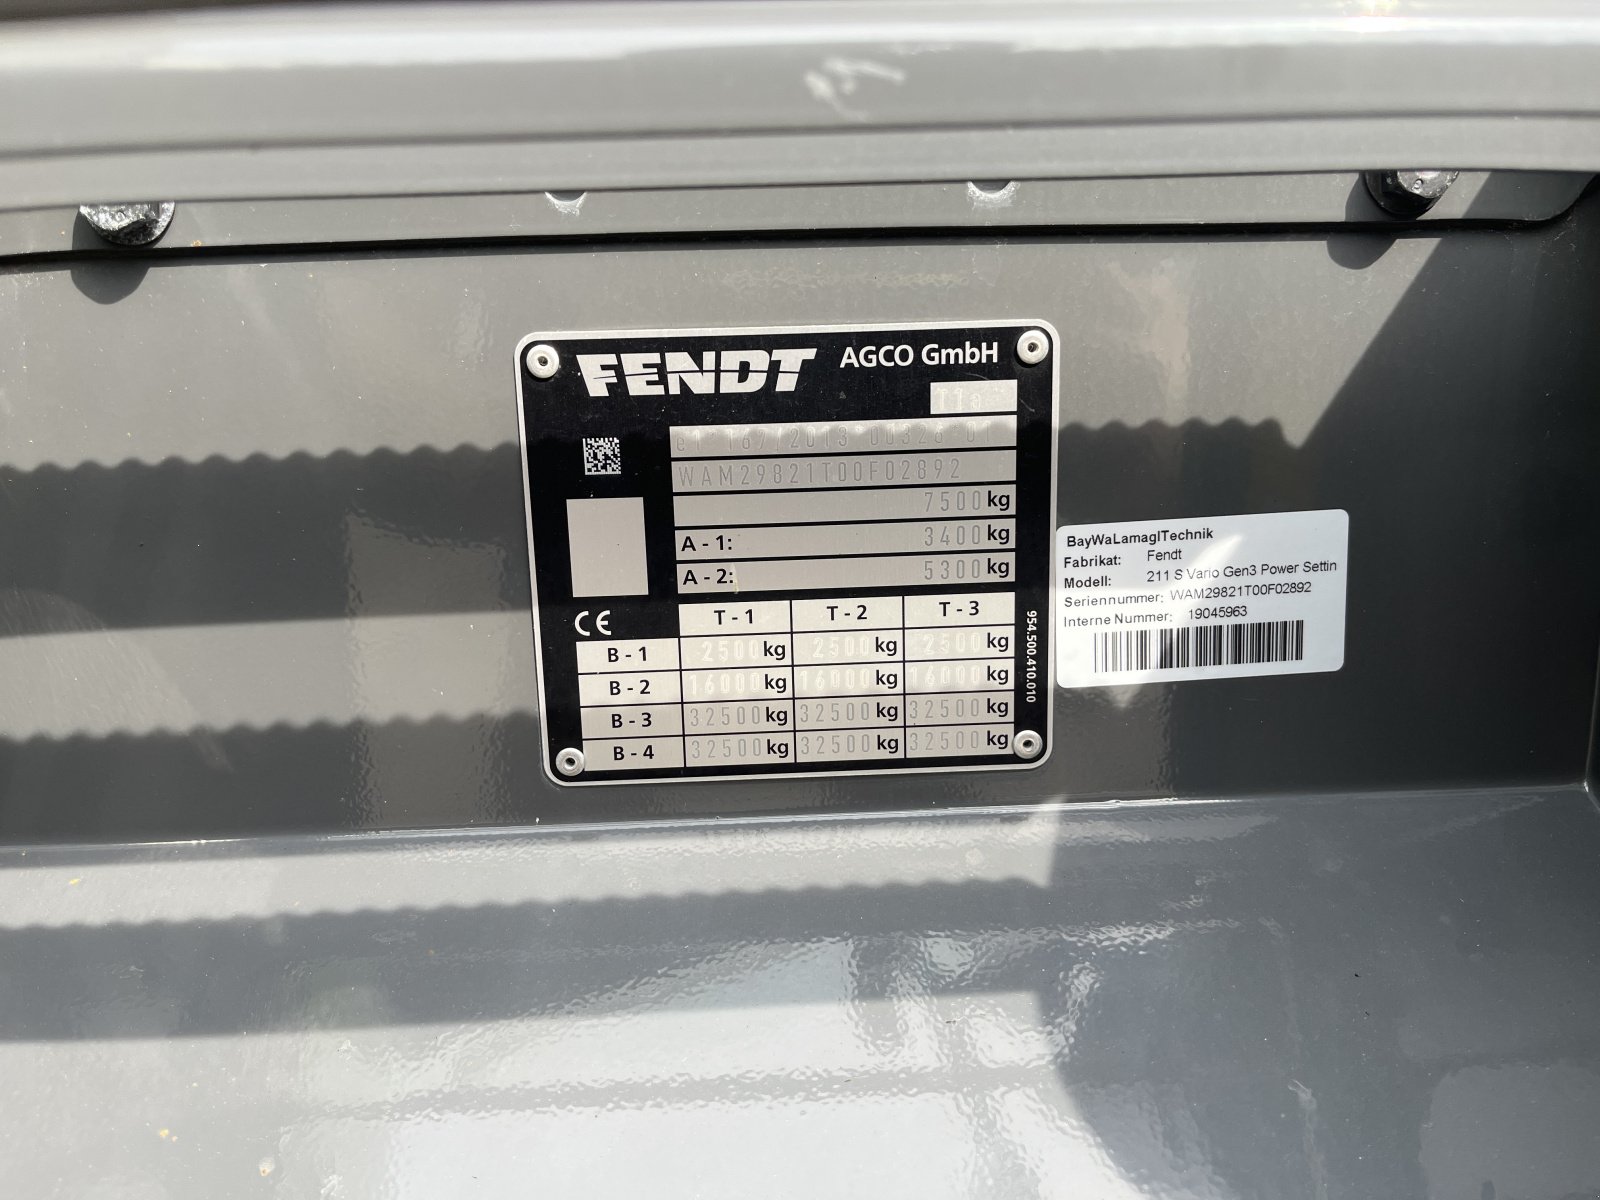 FENDT AGCO GmbH
T1a
e1*167/2013*00326*01
WAM29821T00F02892
7500 kg
A - 1: 3400 kg
A - 2: 5300 kg
CE T - 1 T - 2 T - 3
B - 1 2500 kg 2500 kg 2500 kg
B - 2 16000 kg 16000 kg 16000 kg
B - 3 32500 kg 32500 kg 32500 kg
B - 4 32500 kg 32500 kg 32500 kg
954.500.410.010
BayWaLamaglTechnik
Fabrikat: Fendt
Modell: 211 S Vario Gen3 Power Settin
Seriennummer: WAM29821T00F02892
Interne Nummer: 19045963